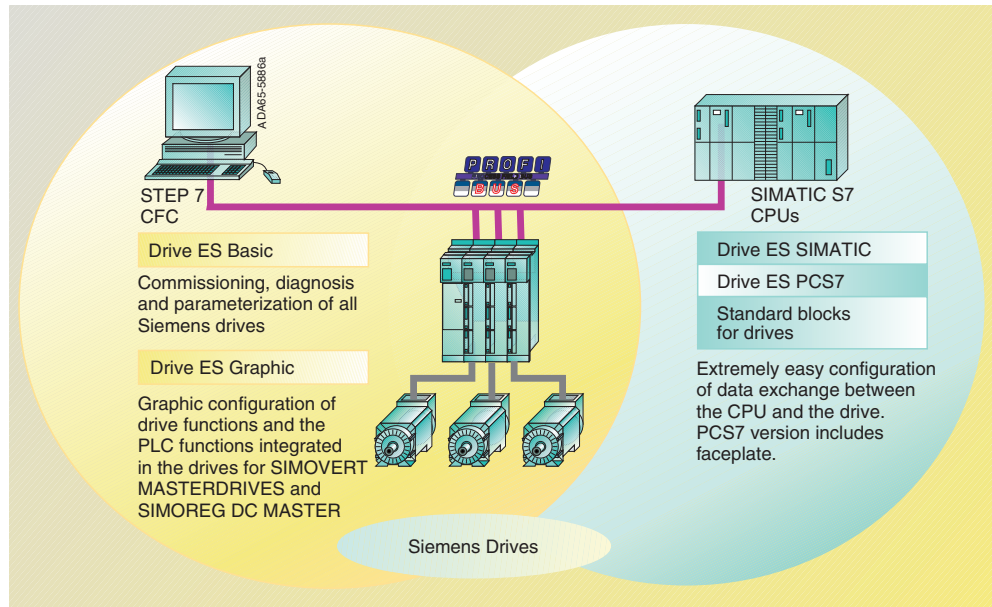 ADA65-5886a
PROFI
BUS
STEP 7
CFC
Drive ES Basic
Commissioning, diagnosis
and parameterization of all
Siemens drives
Drive ES Graphic
Graphic configuration of
drive functions and the
PLC functions integrated
in the drives for SIMOVERT
MASTERDRIVES and
SIMOREG DC MASTER
SIMATIC S7
CPUs
Drive ES SIMATIC
Drive ES PCS7
Standard blocks
for drives
Extremely easy configuration
of data exchange between
the CPU and the drive.
PCS7 version includes
faceplate.
Siemens Drives